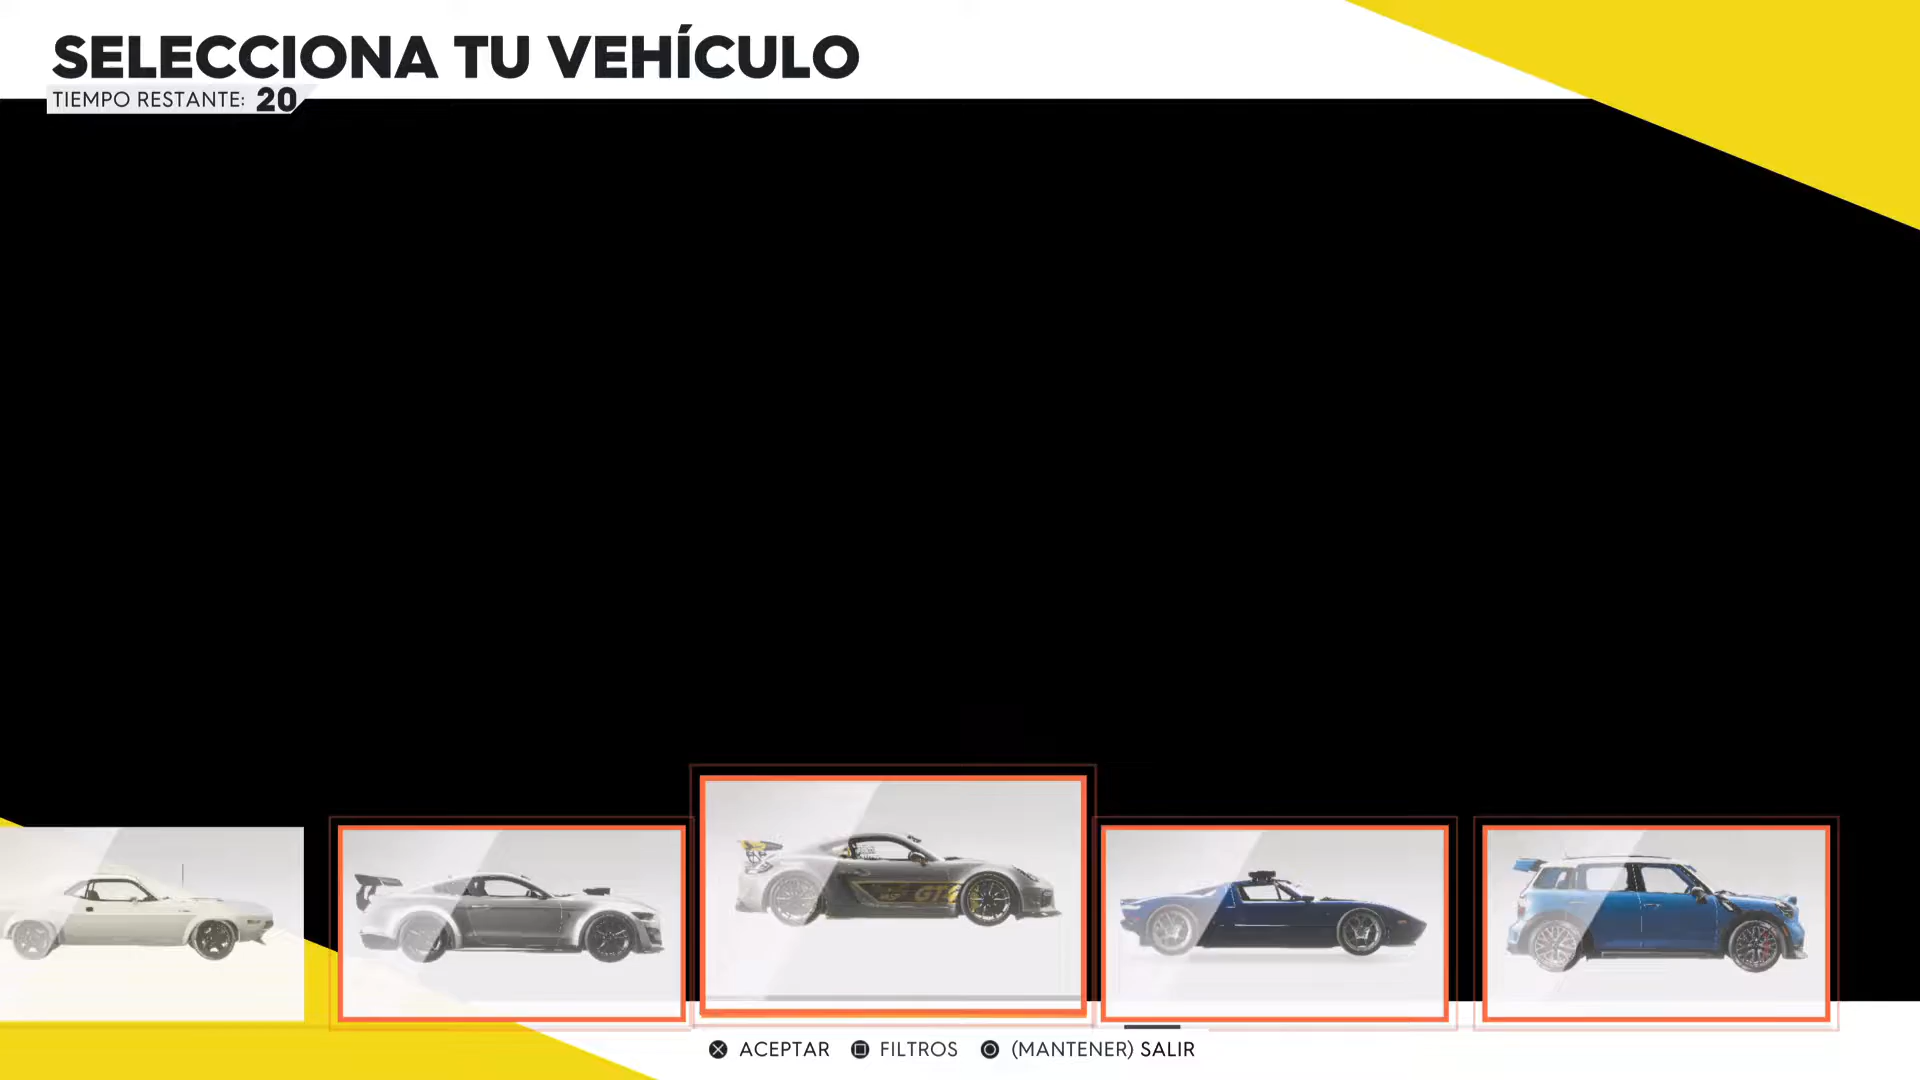 SELECCIONA TU VEHÍCULO
TIEMPO RESTANTE: 20
ACEPTAR FILTROS (MANTENER) SALIR